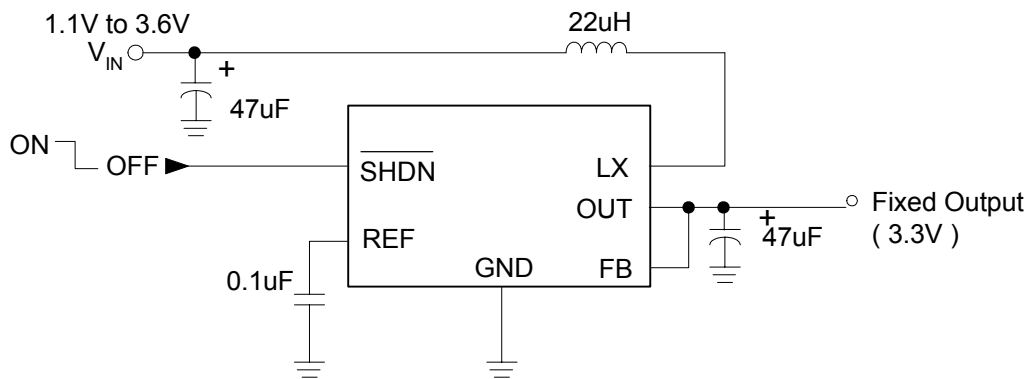 1.1V to 3.6V
VIN
22uH
+
47uF
ON
OFF
SHDN
LX
OUT
+
47uF
Fixed Output
( 3.3V )
REF
GND
FB
0.1uF